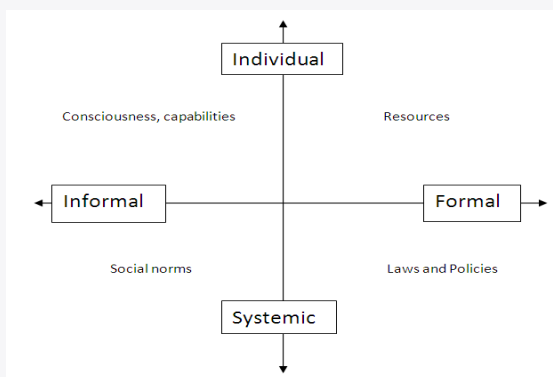 Individual
Consciousness, capabilities
Resources
Informal
Formal
Social norms
Laws and Policies
Systemic